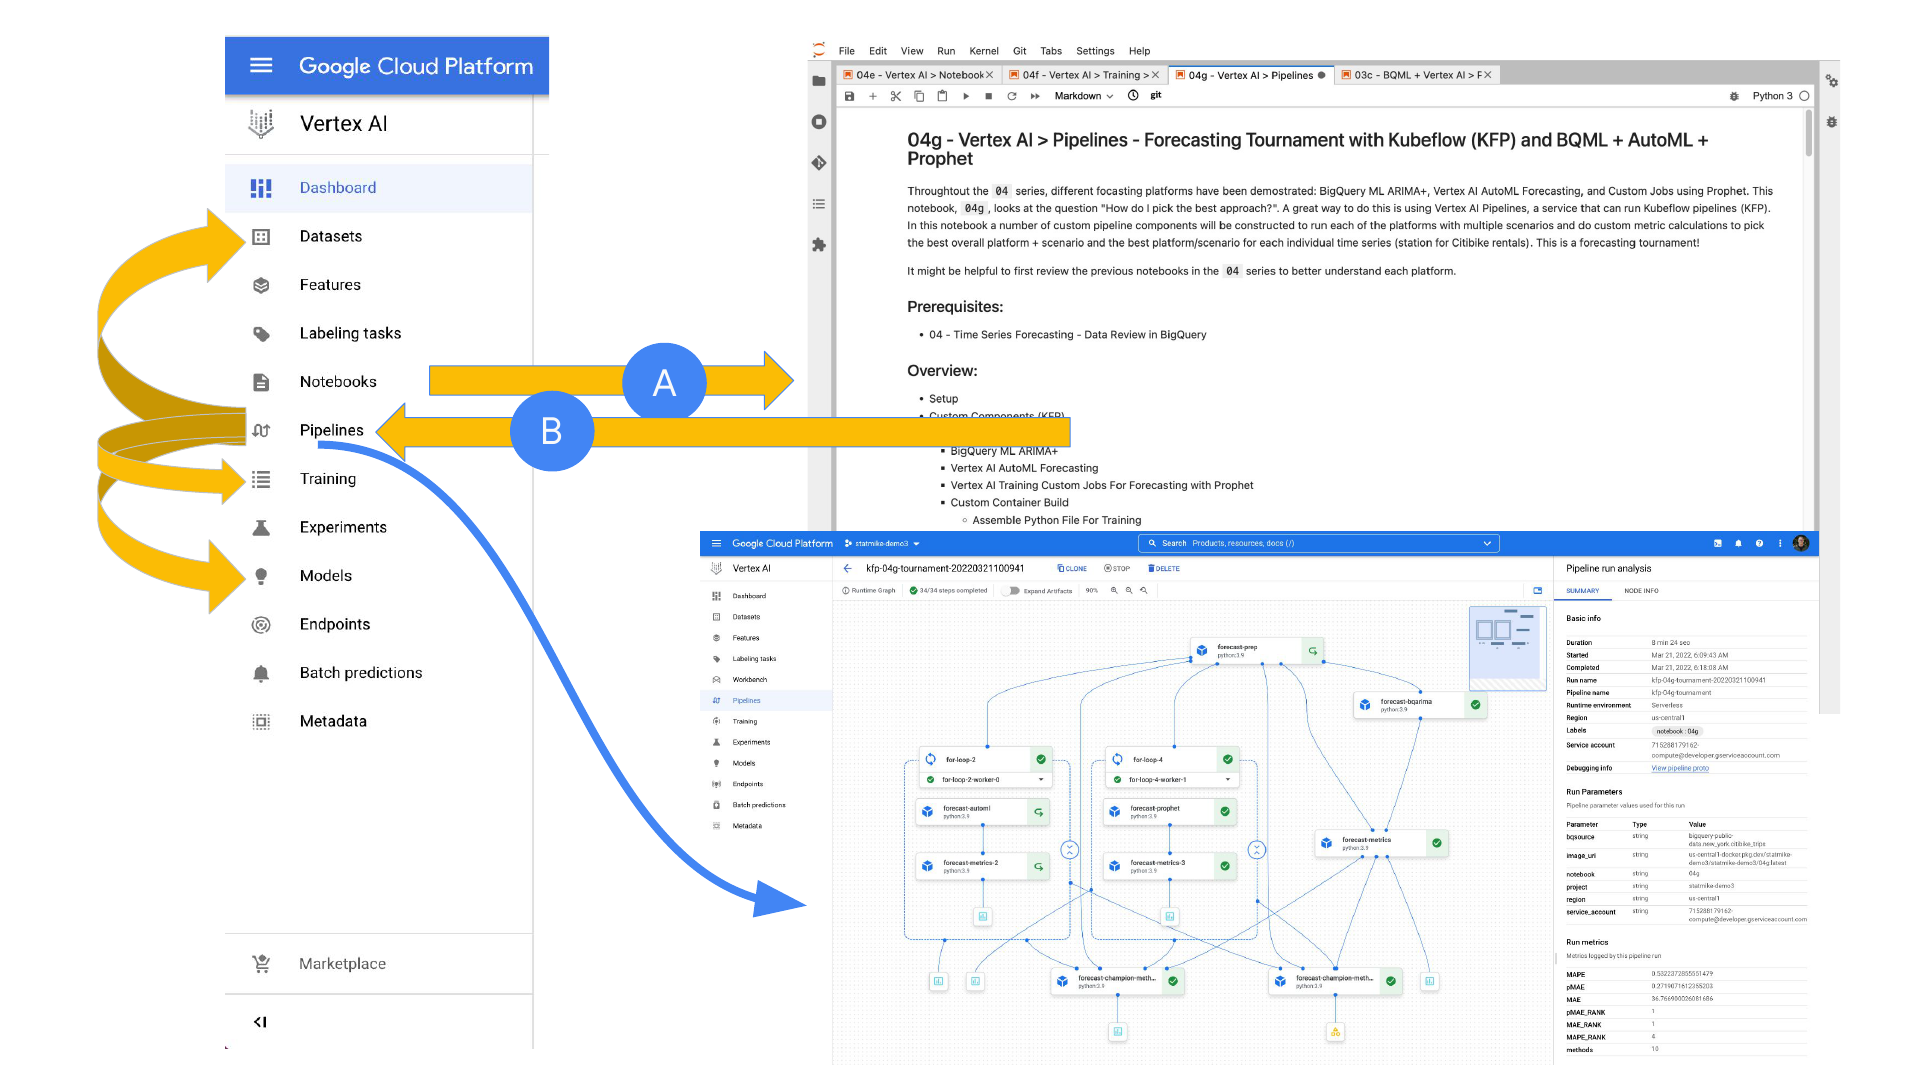 Google Cloud Platform
Vertex AI
Dashboard
Datasets
Features
Labeling tasks
Notebooks
Pipelines
Training
Experiments
Models
Endpoints
Batch predictions
Metadata
Marketplace
A
B
File Edit View Run Kernel Git Tabs Settings Help
04e - Vertex AI > Notebook
04f - Vertex AI > Training >
04g - Vertex AI > Pipelines
03c - BQML + Vertex AI > F
Markdown
git
Python 3
04g - Vertex AI > Pipelines - Forecasting Tournament with Kubeflow (KFP) and BQML + AutoML +
Prophet
Throughtout the 04 series, different focasting platforms have been demostrated: BigQuery ML ARIMA+, Vertex AI AutoML Forecasting, and Custom Jobs using Prophet. This
notebook, 04g , looks at the question "How do I pick the best approach?". A great way to do this is using Vertex AI Pipelines, a service that can run Kubeflow pipelines (KFP).
In this notebook a number of custom pipeline components will be constructed to run each of the platforms with multiple scenarios and do custom metric calculations to pick
the best overall platform + scenario and the best platform/scenario for each individual time series (station for Citibike rentals). This is a forecasting tournament!
It might be helpful to first review the previous notebooks in the 04 series to better understand each platform.
Prerequisites:
• 04 - Time Series Forecasting - Data Review in BigQuery
Overview:
• Setup
• Custom Components (KFP)
▪ BigQuery ML ARIMA+
▪ Vertex AI AutoML Forecasting
▪ Vertex AI Training Custom Jobs For Forecasting with Prophet
▪ Custom Container Build
◦ Assemble Python File For Training
Google Cloud Platform
statmike-demo3
Search Products, resources, docs (/)
Vertex AI
Dashboard
Datasets
Features
Labeling tasks
Workbench
Pipelines
Training
Experiments
Models
Endpoints
Batch predictions
Metadata
kfp-04g-tournament-20220321100941
CLONE
STOP
DELETE
Runtime Graph
34/34 steps completed
Expand Artifacts
90%
forecast-prep
python:3.9
forecast-bqarima
python:3.9
for-loop-2
for-loop-2-worker-0
forecast-automl
python:3.9
forecast-metrics-2
python:3.9
for-loop-4
for-loop-4-worker-1
forecast-prophet
python:3.9
forecast-metrics-3
python:3.9
forecast-metrics
python:3.9
forecast-champion-meth...
python:3.9
forecast-champion-meth...
python:3.9
Pipeline run analysis
SUMMARY
NODE INFO
Basic info
Duration 8 min 24 sec
Started Mar 21, 2022, 6:09:43 AM
Completed Mar 21, 2022, 6:18:08 AM
Run name kfp-04g-tournament-20220321100941
Pipeline name kfp-04g-tournament
Runtime environment Serverless
Region us-central1
Labels notebook : 04g
Service account 715288179162-
compute@developer.gserviceaccount.com
Debugging info View pipeline proto
Run Parameters
Pipeline parameter values used for this run
Parameter Type Value
bqsource string bigquery-public-
data.new_york.citibike_trips
image_uri string us-central1-docker.pkg.dev/statmike-
demo3/statmike-demo3/04g:latest
notebook string 04g
project string statmike-demo3
region string us-central1
service_account string 715288179162-
compute@developer.gserviceaccount.com
Run metrics
Metrics logged by this pipeline run
MAPE 0.5322372855551479
pMAE 0.2719071612355203
MAE 36.766900026081686
pMAE_RANK 1
MAE_RANK 1
MAPE_RANK 4
methods 10